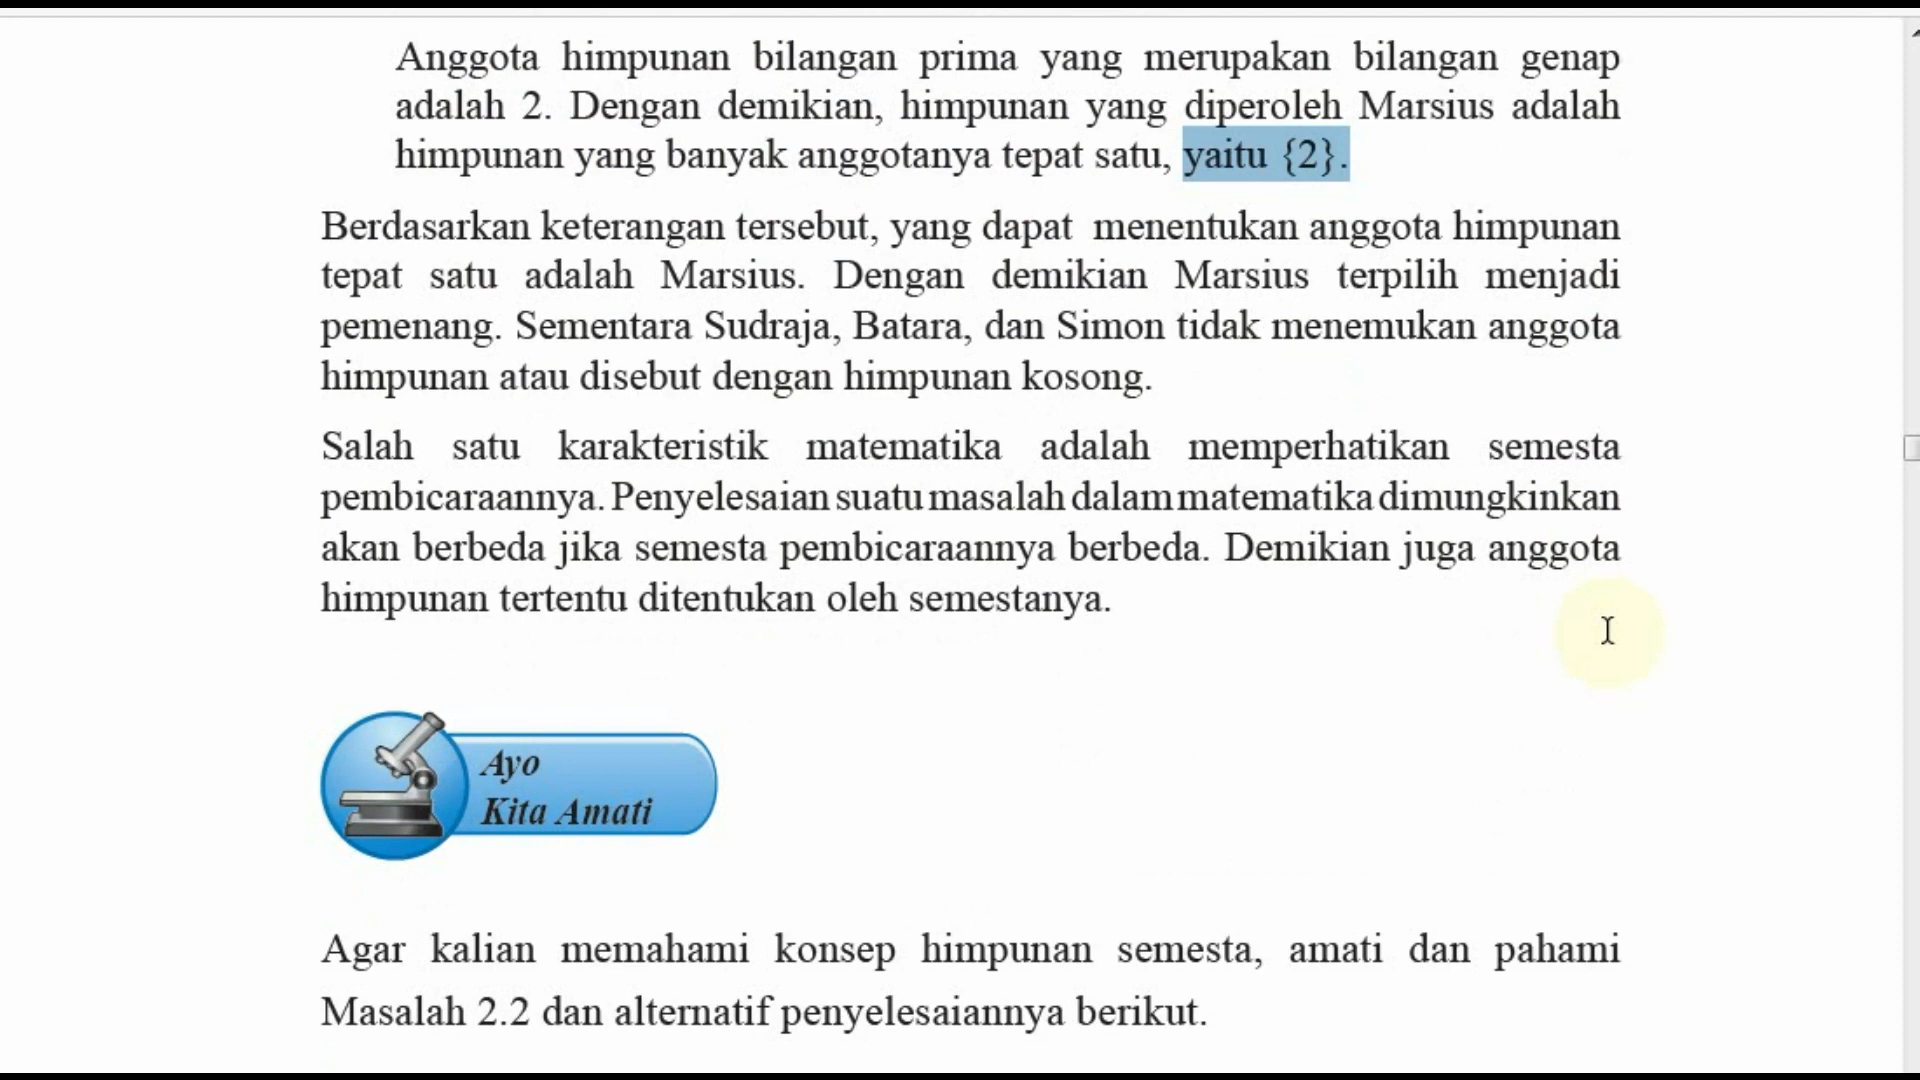 Anggota himpunan bilangan prima yang merupakan bilangan genap
adalah 2. Dengan demikian, himpunan yang diperoleh Marsius adalah
himpunan yang banyak anggotanya tepat satu, yaitu {2}.
Berdasarkan keterangan tersebut, yang dapat menentukan anggota himpunan
tepat satu adalah Marsius. Dengan demikian Marsius terpilih menjadi
pemenang. Sementara Sudraja, Batara, dan Simon tidak menemukan anggota
himpunan atau disebut dengan himpunan kosong.
Salah satu karakteristik matematika adalah memperhatikan semesta
pembicaraannya. Penyelesaian suatu masalah dalam matematika dimungkinkan
akan berbeda jika semesta pembicaraannya berbeda. Demikian juga anggota
himpunan tertentu ditentukan oleh semestanya.
Ayo
Kita Amati
Agar kalian memahami konsep himpunan semesta, amati dan pahami
Masalah 2.2 dan alternatif penyelesaiannya berikut.